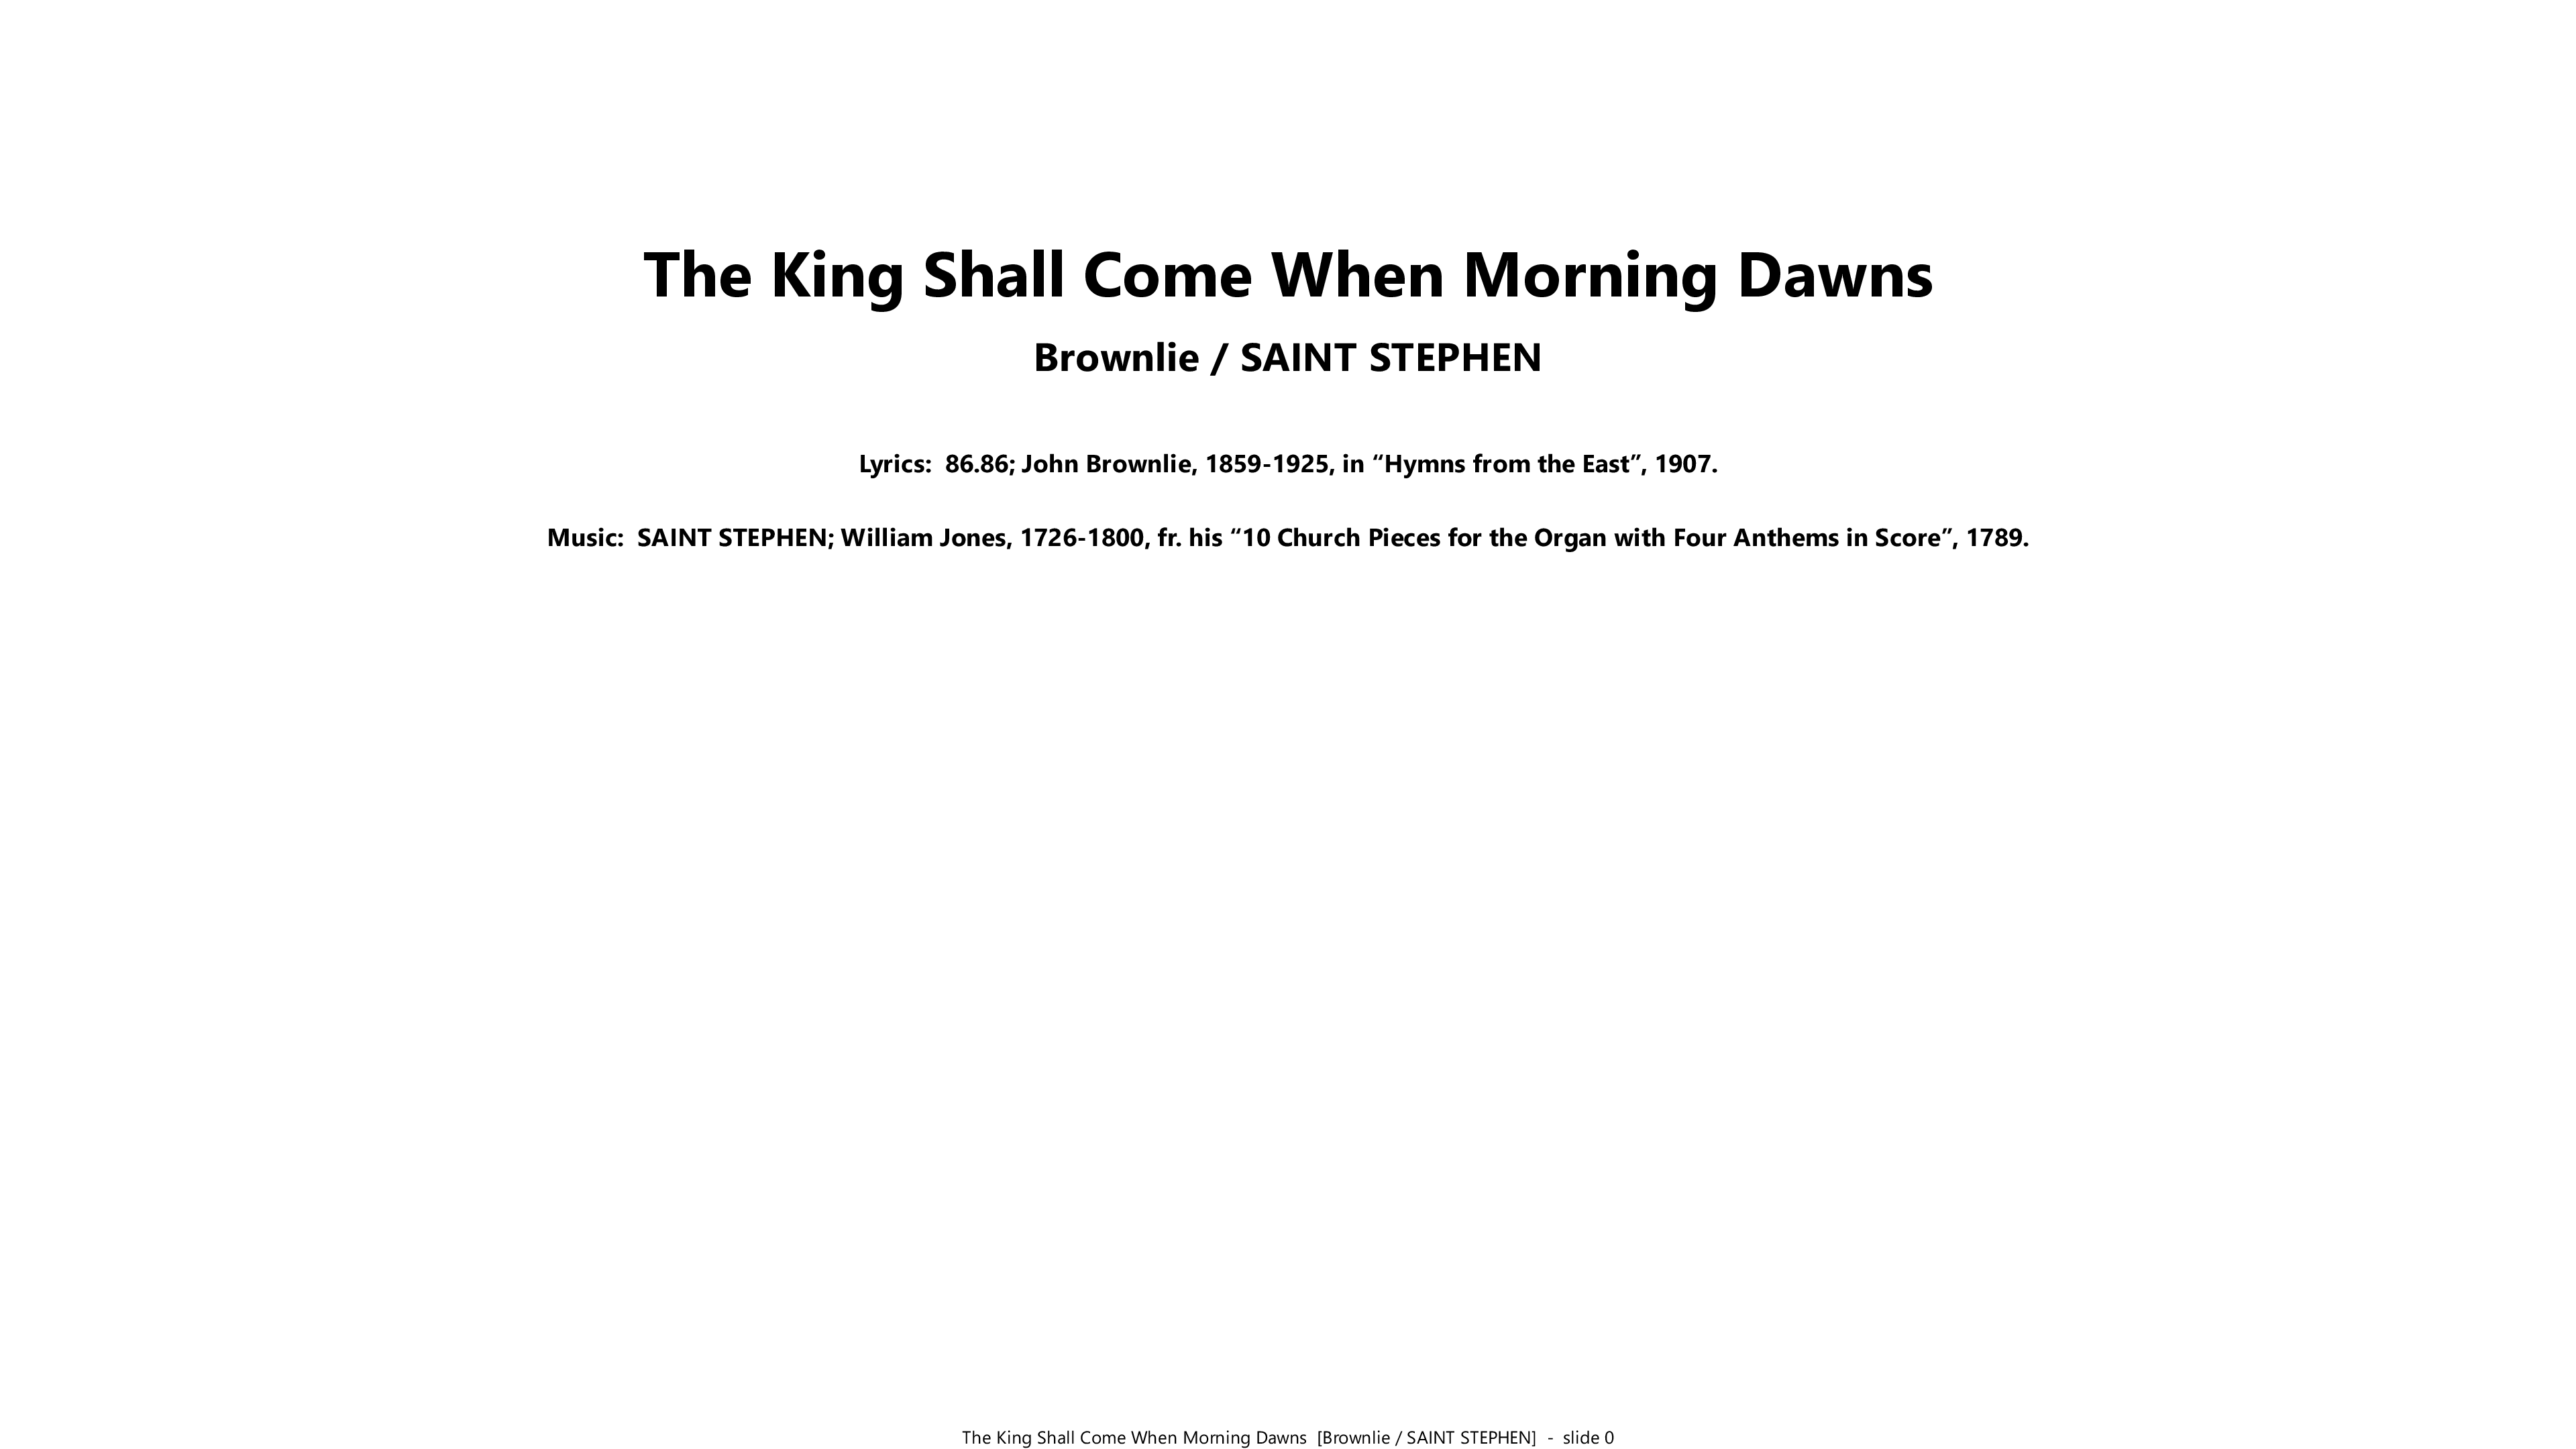 The King Shall Come When Morning Dawns
Brownlie / SAINT STEPHEN
Lyrics:  86.86; John Brownlie, 1859-1925, in “Hymns from the East”, 1907.
Music:  SAINT STEPHEN; William Jones, 1726-1800, fr. his “10 Church Pieces for the Organ with Four Anthems in Score”, 1789.
The King Shall Come When Morning Dawns  [Brownlie / SAINT STEPHEN]  -  slide 0